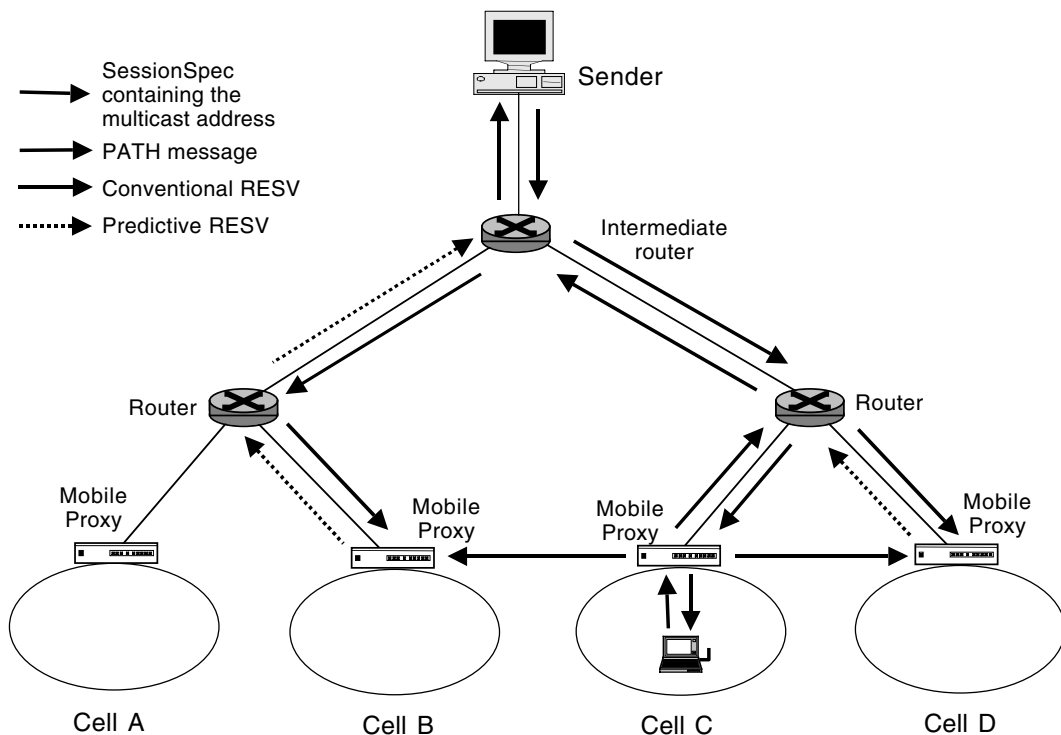 SessionSpec
containing the
multicast address
PATH message
Conventional RESV
Predictive RESV
Sender
Intermediate
router
Router
Router
Mobile
Proxy
Mobile
Proxy
Mobile
Proxy
Mobile
Proxy
Cell A
Cell B
Cell C
Cell D